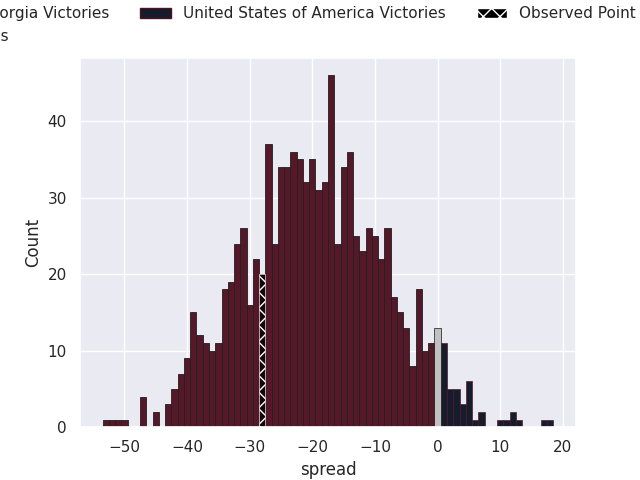 orgia Victories United States of America Victories Observed Point
s
40
30
20
10
0
Count
−50 −40 −30 −20 −10 0 10 20
spread